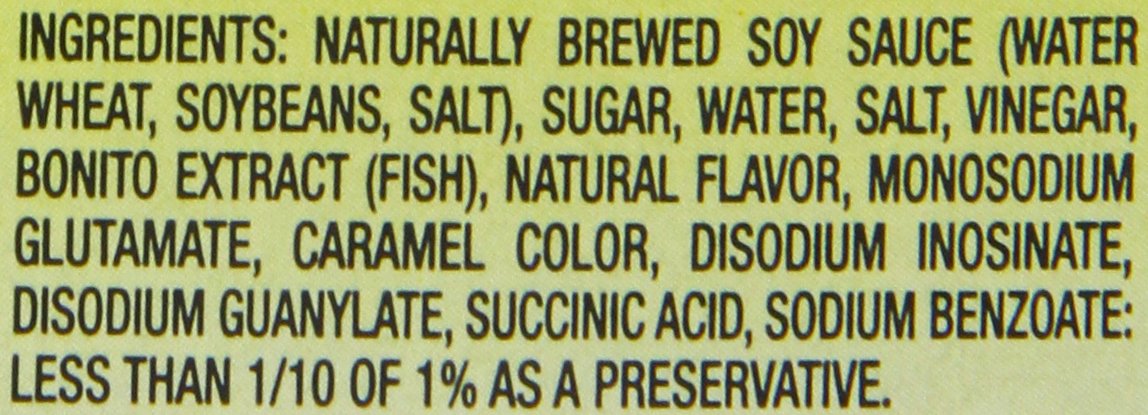 INGREDIENTS: NATURALLY BREWED SOY SAUCE (WATER
WHEAT, SOYBEANS, SALT), SUGAR, WATER, SALT, VINEGAR,
BONITO EXTRACT (FISH), NATURAL FLAVOR, MONOSODIUM
GLUTAMATE, CARAMEL COLOR, DISODIUM INOSINATE,
DISODIUM GUANYLATE, SUCCINIC ACID, SODIUM BENZOATE:
LESS THAN 1/10 OF 1% AS A PRESERVATIVE.